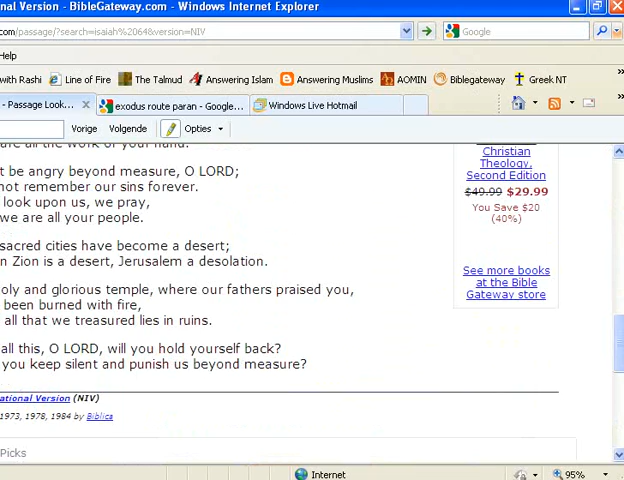 nal Version - BibleGateway.com - Windows Internet Explorer
com/passage/?search=isaiah%2064&version=NIV
Google
Help
with Rashi Line of Fire The Talmud Answering Islam Answering Muslims AOMIN Biblegateway Greek NT
- Passage Look... exodus route paran - Google... Windows Live Hotmail
Vorige Volgende Opties
are all the work of your hand.
t be angry beyond measure, O LORD;
not remember our sins forever.
look upon us, we pray,
we are all your people.
sacred cities have become a desert;
n Zion is a desert, Jerusalem a desolation.
oly and glorious temple, where our fathers praised you,
been burned with fire,
all that we treasured lies in ruins.
all this, O LORD, will you hold yourself back?
you keep silent and punish us beyond measure?
ational Version (NIV)
1973, 1978, 1984 by Biblica
Picks
Christian
Theology,
Second Edition
$49.99 $29.99
You Save $20
(40%)
See more books
at the Bible
Gateway store
Internet
95%